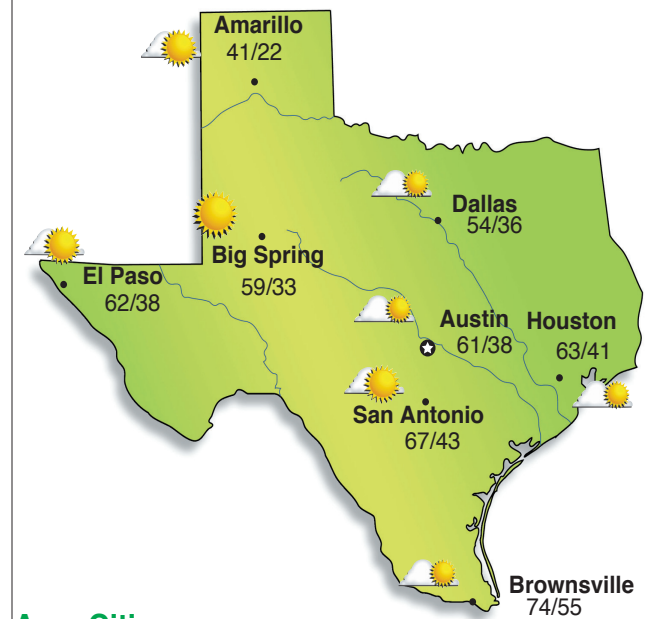 Amarillo
41/22
Dallas
54/36
Big Spring
59/33
El Paso
62/38
Austin
61/38
Houston
63/41
San Antonio
67/43
Brownsville
74/55